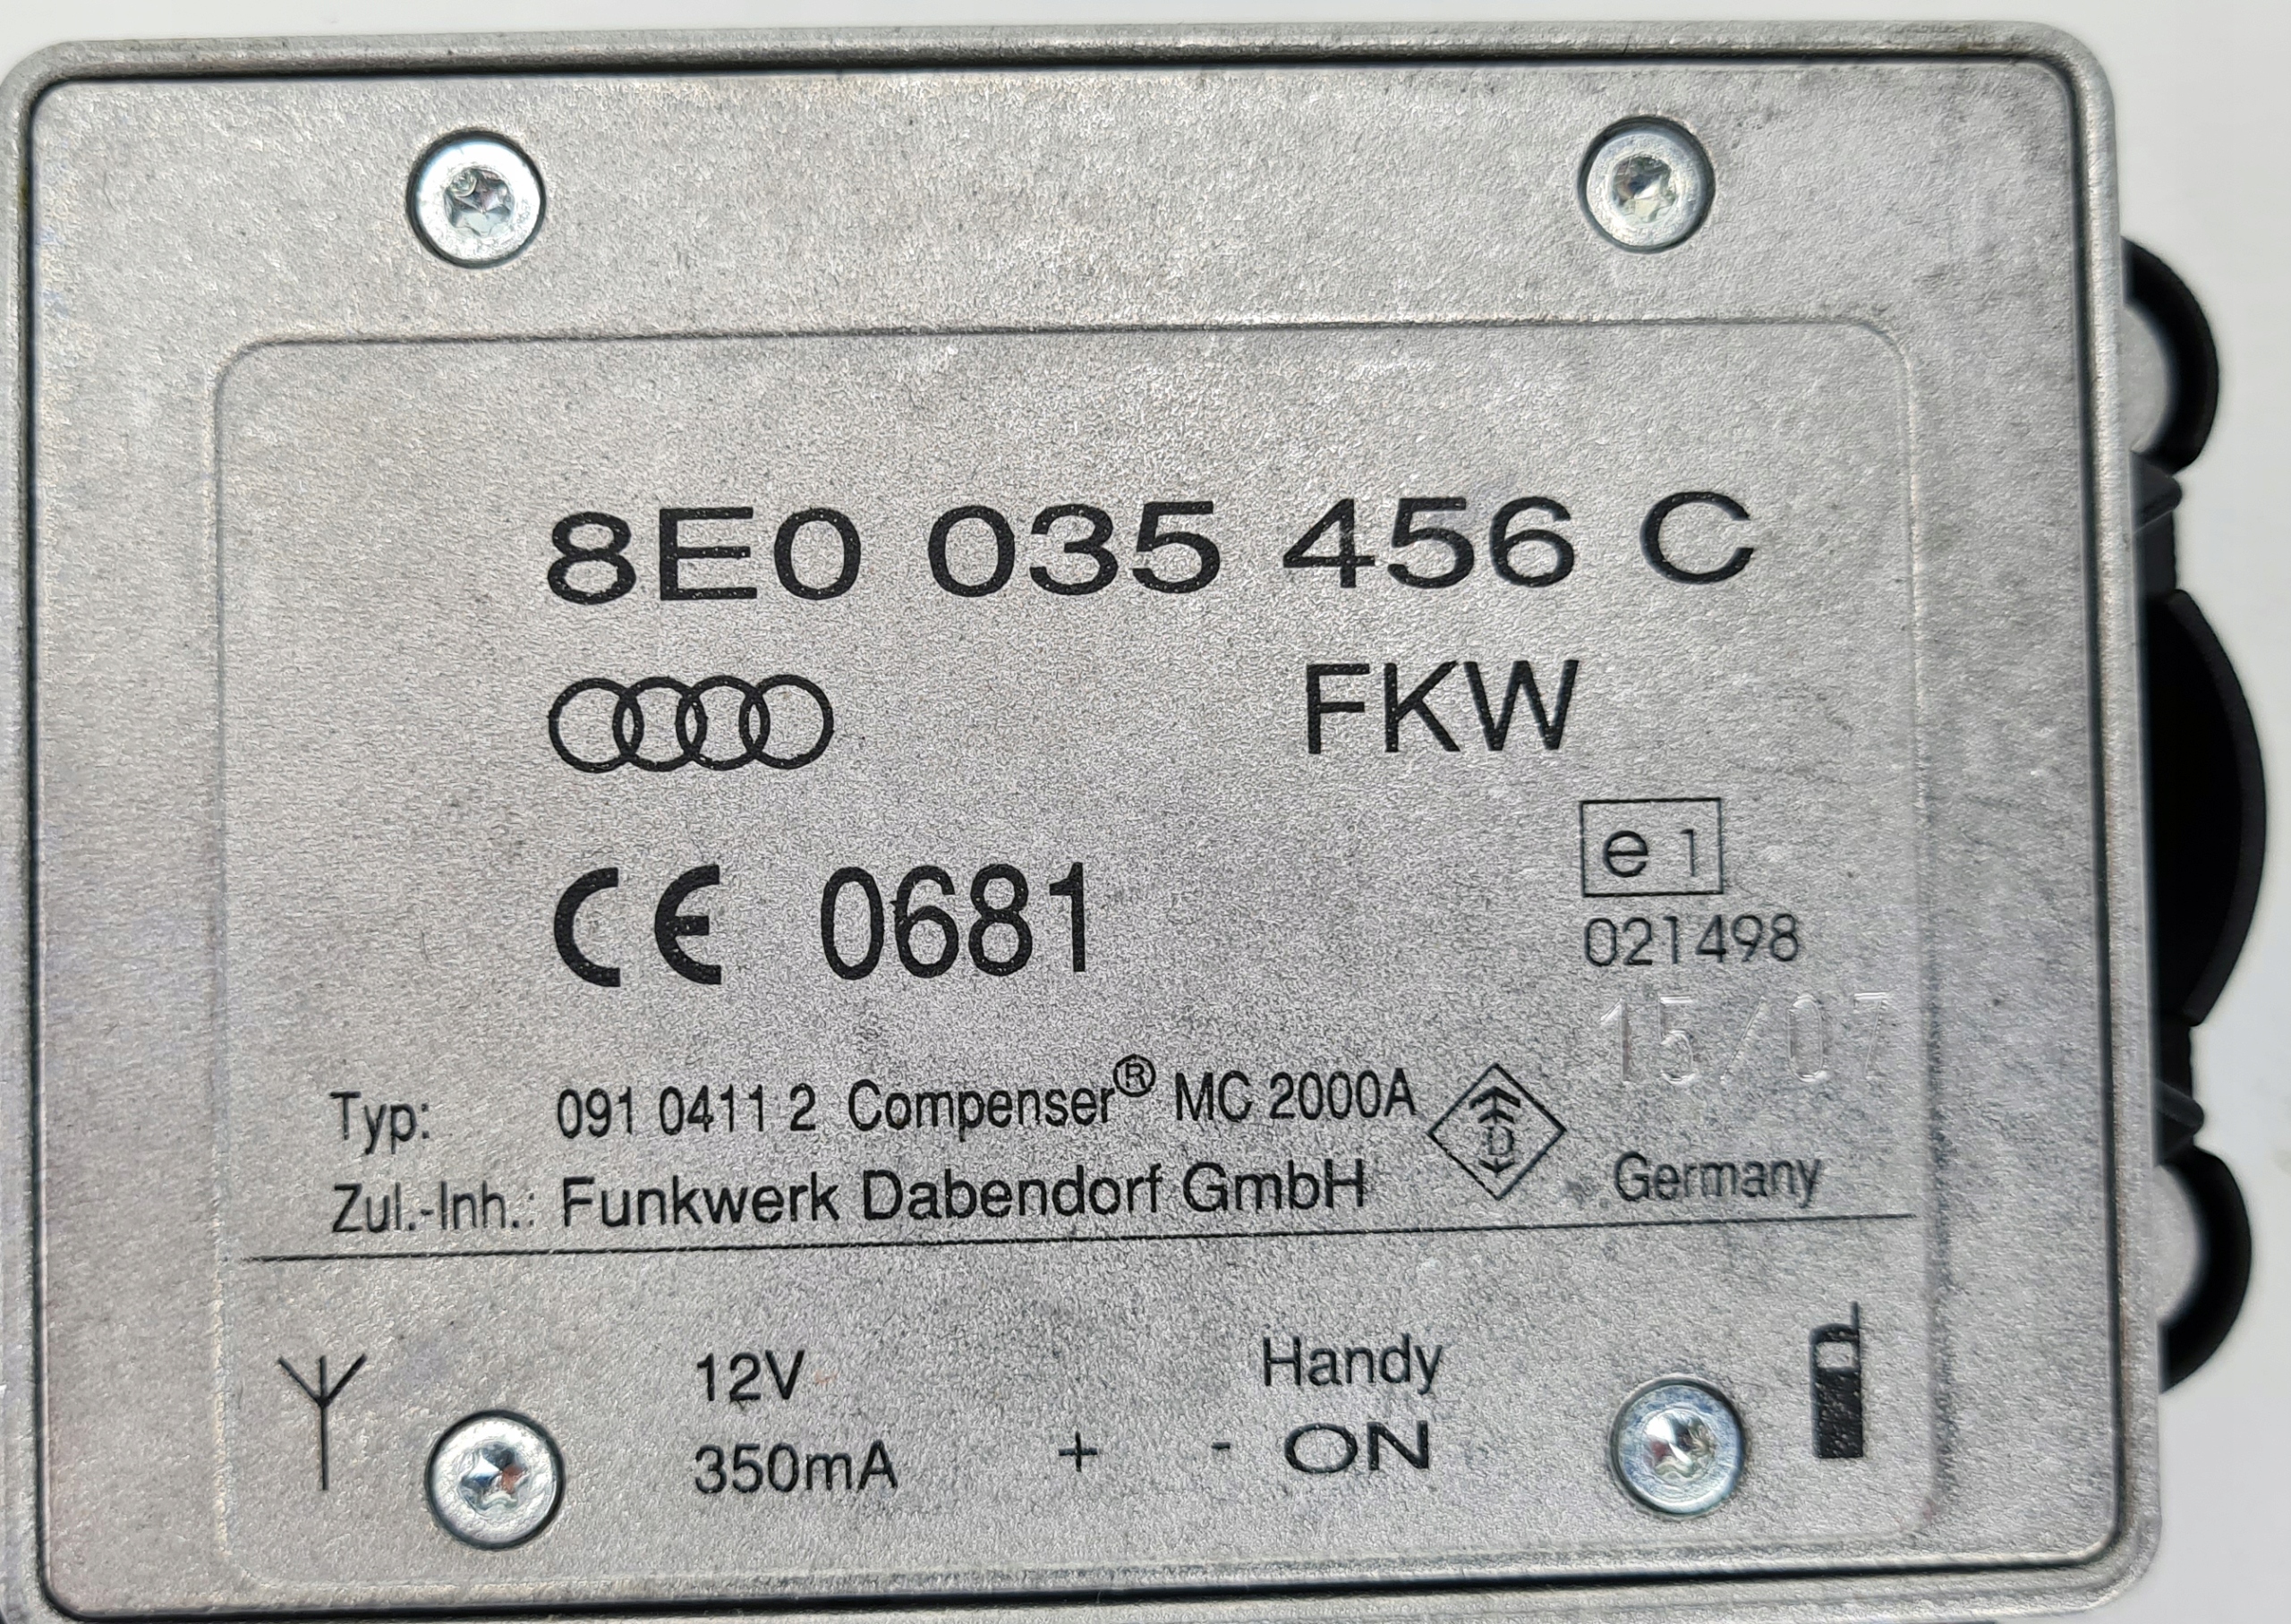 8E0 035 456 C
FKW
CE 0681
e 1
021498
15/07
Typ: 091 0411 2 Compenser® MC 2000A
D
Zul.-Inh.: Funkwerk Dabendorf GmbH Germany
12V Handy
350mA + - ON